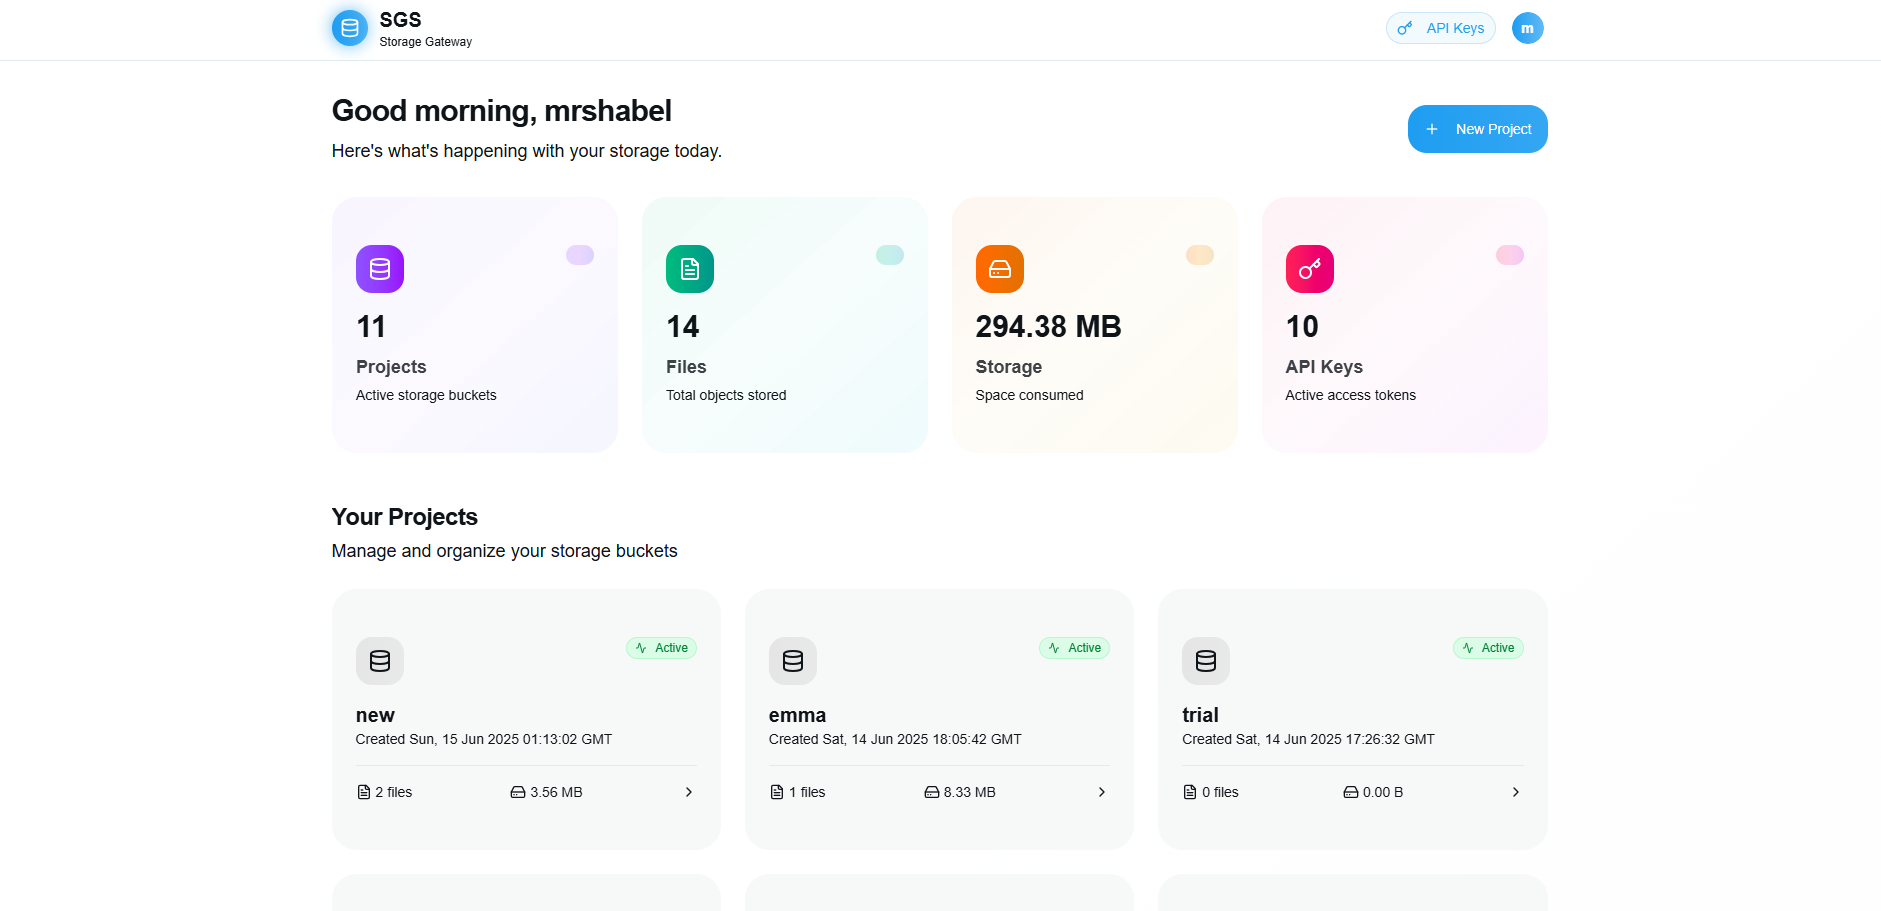 SGS
Storage Gateway
API Keys
m
Good morning, mrshabel
Here's what's happening with your storage today.
New Project
11
Projects
Active storage buckets
14
Files
Total objects stored
294.38 MB
Storage
Space consumed
10
API Keys
Active access tokens
Your Projects
Manage and organize your storage buckets
Active
new
Created Sun, 15 Jun 2025 01:13:02 GMT
2 files
3.56 MB
Active
emma
Created Sat, 14 Jun 2025 18:05:42 GMT
1 files
8.33 MB
Active
trial
Created Sat, 14 Jun 2025 17:26:32 GMT
0 files
0.00 B